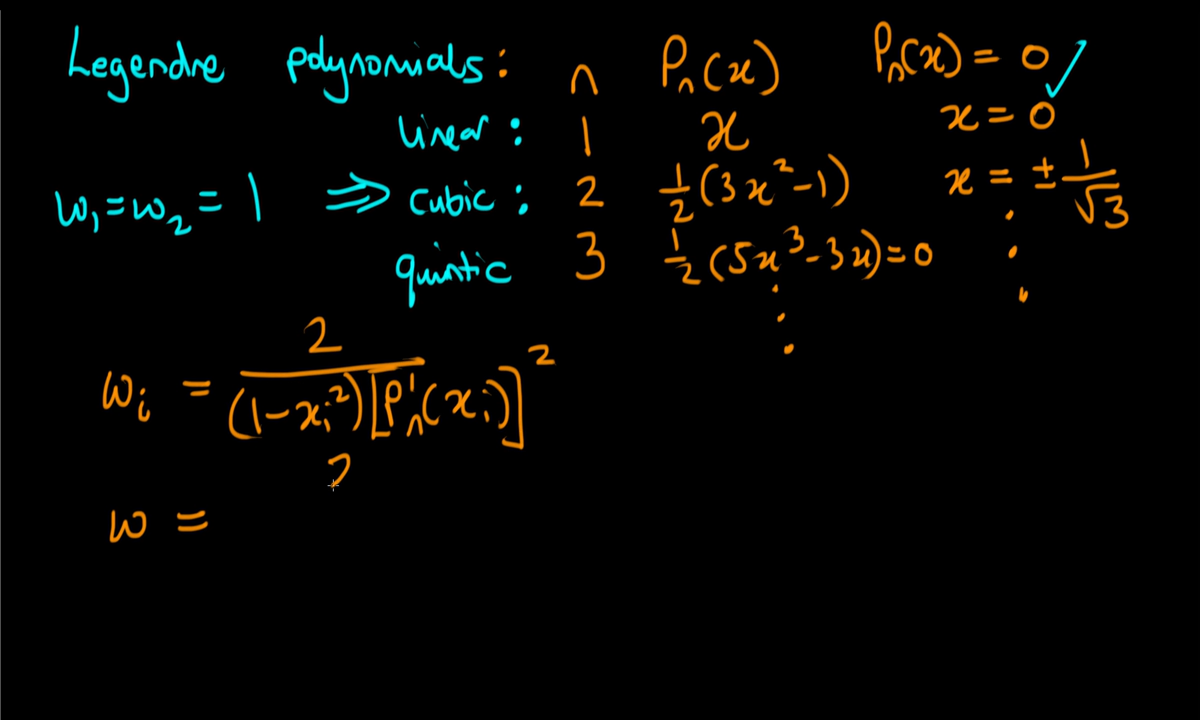 Legendre polynomials: n Pₙ(x) Pₙ(x) = 0 ✓
linear: 1 x x = 0
w₁=w₂ = 1 ⇒ cubic: 2 ½(3x²-1) x = ±1/√3
quintic 3 ½(5x³-3x)=0
wᵢ = 2/((1-xᵢ²)[P'ₙ(xᵢ)]²)
2
w =